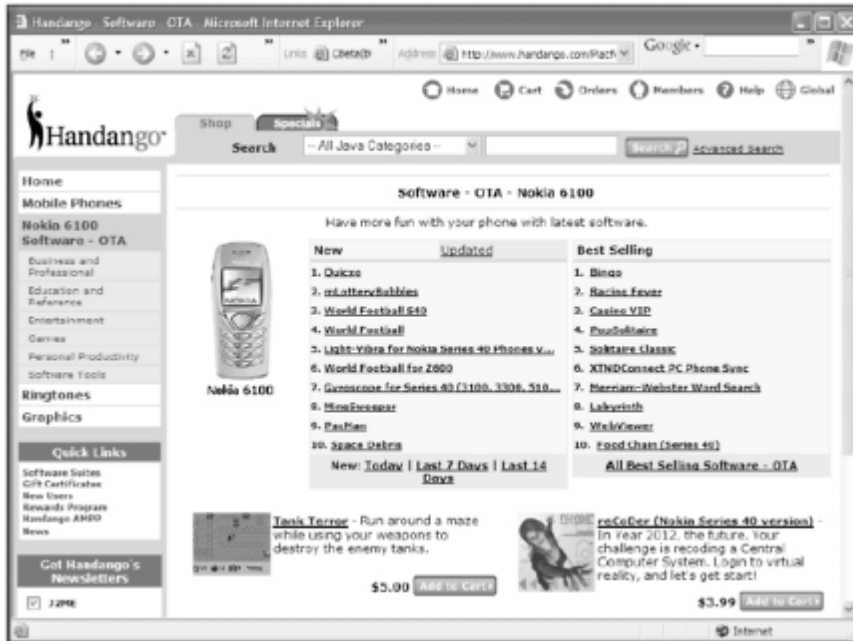 Handango - Software - OTA - Microsoft Internet Explorer
File
Links
Address http://www.handango.com/Platf
Google
Home Cart Orders Members Help Global
Handango
Shop Specials
Search -- All Java Categories -- Search Advanced Search
Home
Mobile Phones
Nokia 6100
Software - OTA
Business and
Professional
Education and
Reference
Entertainment
Games
Personal Productivity
Software Tools
Ringtones
Graphics
Quick Links
Software Suites
Gift Certificates
New Users
Rewards Program
Handango AMPP
News
Get Handango's
Newsletters
J2ME
Software - OTA - Nokia 6100
Have more fun with your phone with latest software.
NOKIA
Nokia 6100
New Updated
1. Quicxo
2. mLotteryBubbles
3. World Football S40
4. World Football
5. Light-Vibra for Nokia Series 40 Phones v...
6. World Football for Z600
7. Gyroscope for Series 40 (3100, 3300, 510...
8. MineSweeper
9. PacMan
10. Space Debris
New: Today | Last 7 Days | Last 14
Days
Best Selling
1. Bingo
2. Racing Fever
3. Casino VIP
4. PuuSolitaire
5. Solitaire Classic
6. XTNDConnect PC Phone Sync
7. Merriam-Webster Word Search
8. Labyrinth
9. WebViewer
10. Food Chain (Series 40)
All Best Selling Software - OTA
Tank Terror - Run around a maze
while using your weapons to
destroy the enemy tanks.
$5.00 Add to Cart
reCoDer (Nokia Series 40 version) -
In Year 2012, the future. Your
challenge is recoding a Central
Computer System. Login to virtual
reality, and let's get start!
$3.99 Add to Cart
Internet